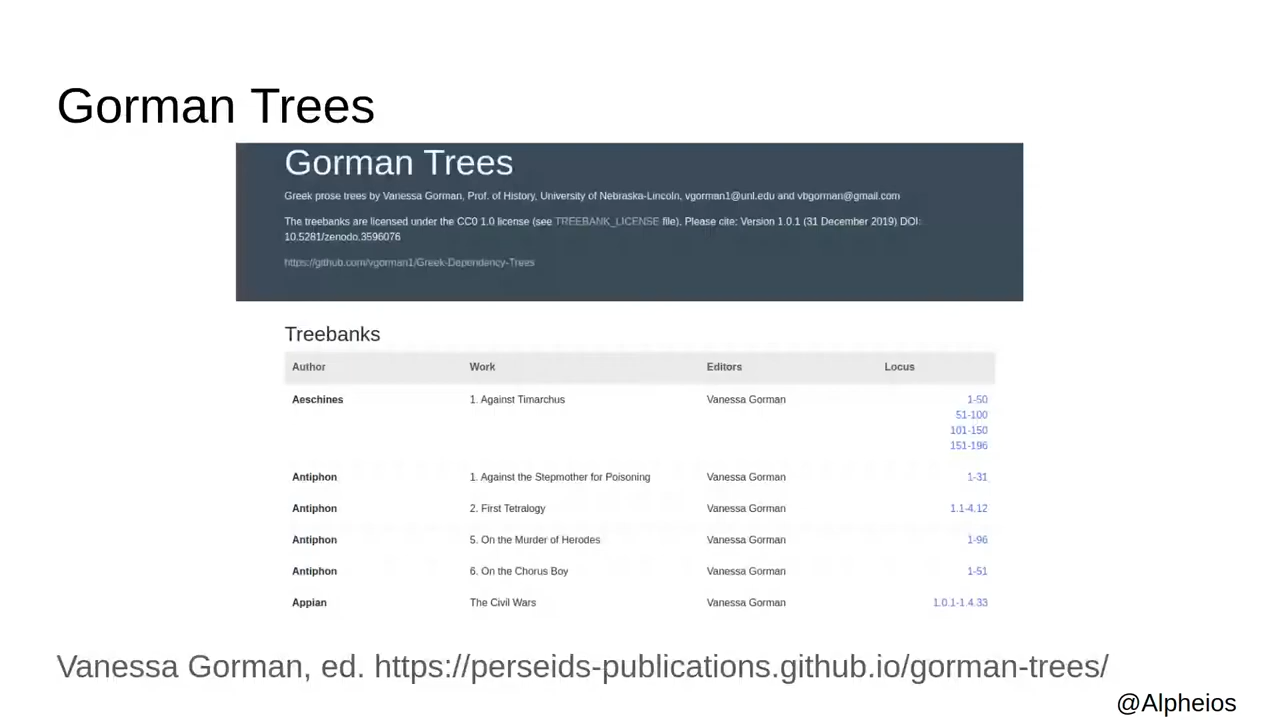 Gorman Trees
Gorman Trees
Greek prose trees by Vanessa Gorman, Prof. of History, University of Nebraska-Lincoln, vgorman1@unl.edu and vbgorman@gmail.com
The treebanks are licensed under the CC0 1.0 license (see TREEBANK_LICENSE file). Please cite: Version 1.0.1 (31 December 2019) DOI:
10.5281/zenodo.3596076
https://github.com/vgorman1/Greek-Dependency-Trees
Treebanks
Author Work Editors Locus
Aeschines 1. Against Timarchus Vanessa Gorman 1-50
51-100
101-150
151-196
Antiphon 1. Against the Stepmother for Poisoning Vanessa Gorman 1-31
Antiphon 2. First Tetralogy Vanessa Gorman 1.1-4.12
Antiphon 5. On the Murder of Herodes Vanessa Gorman 1-96
Antiphon 6. On the Chorus Boy Vanessa Gorman 1-51
Appian The Civil Wars Vanessa Gorman 1.0.1-1.4.33
Vanessa Gorman, ed. https://perseids-publications.github.io/gorman-trees/
@Alpheios